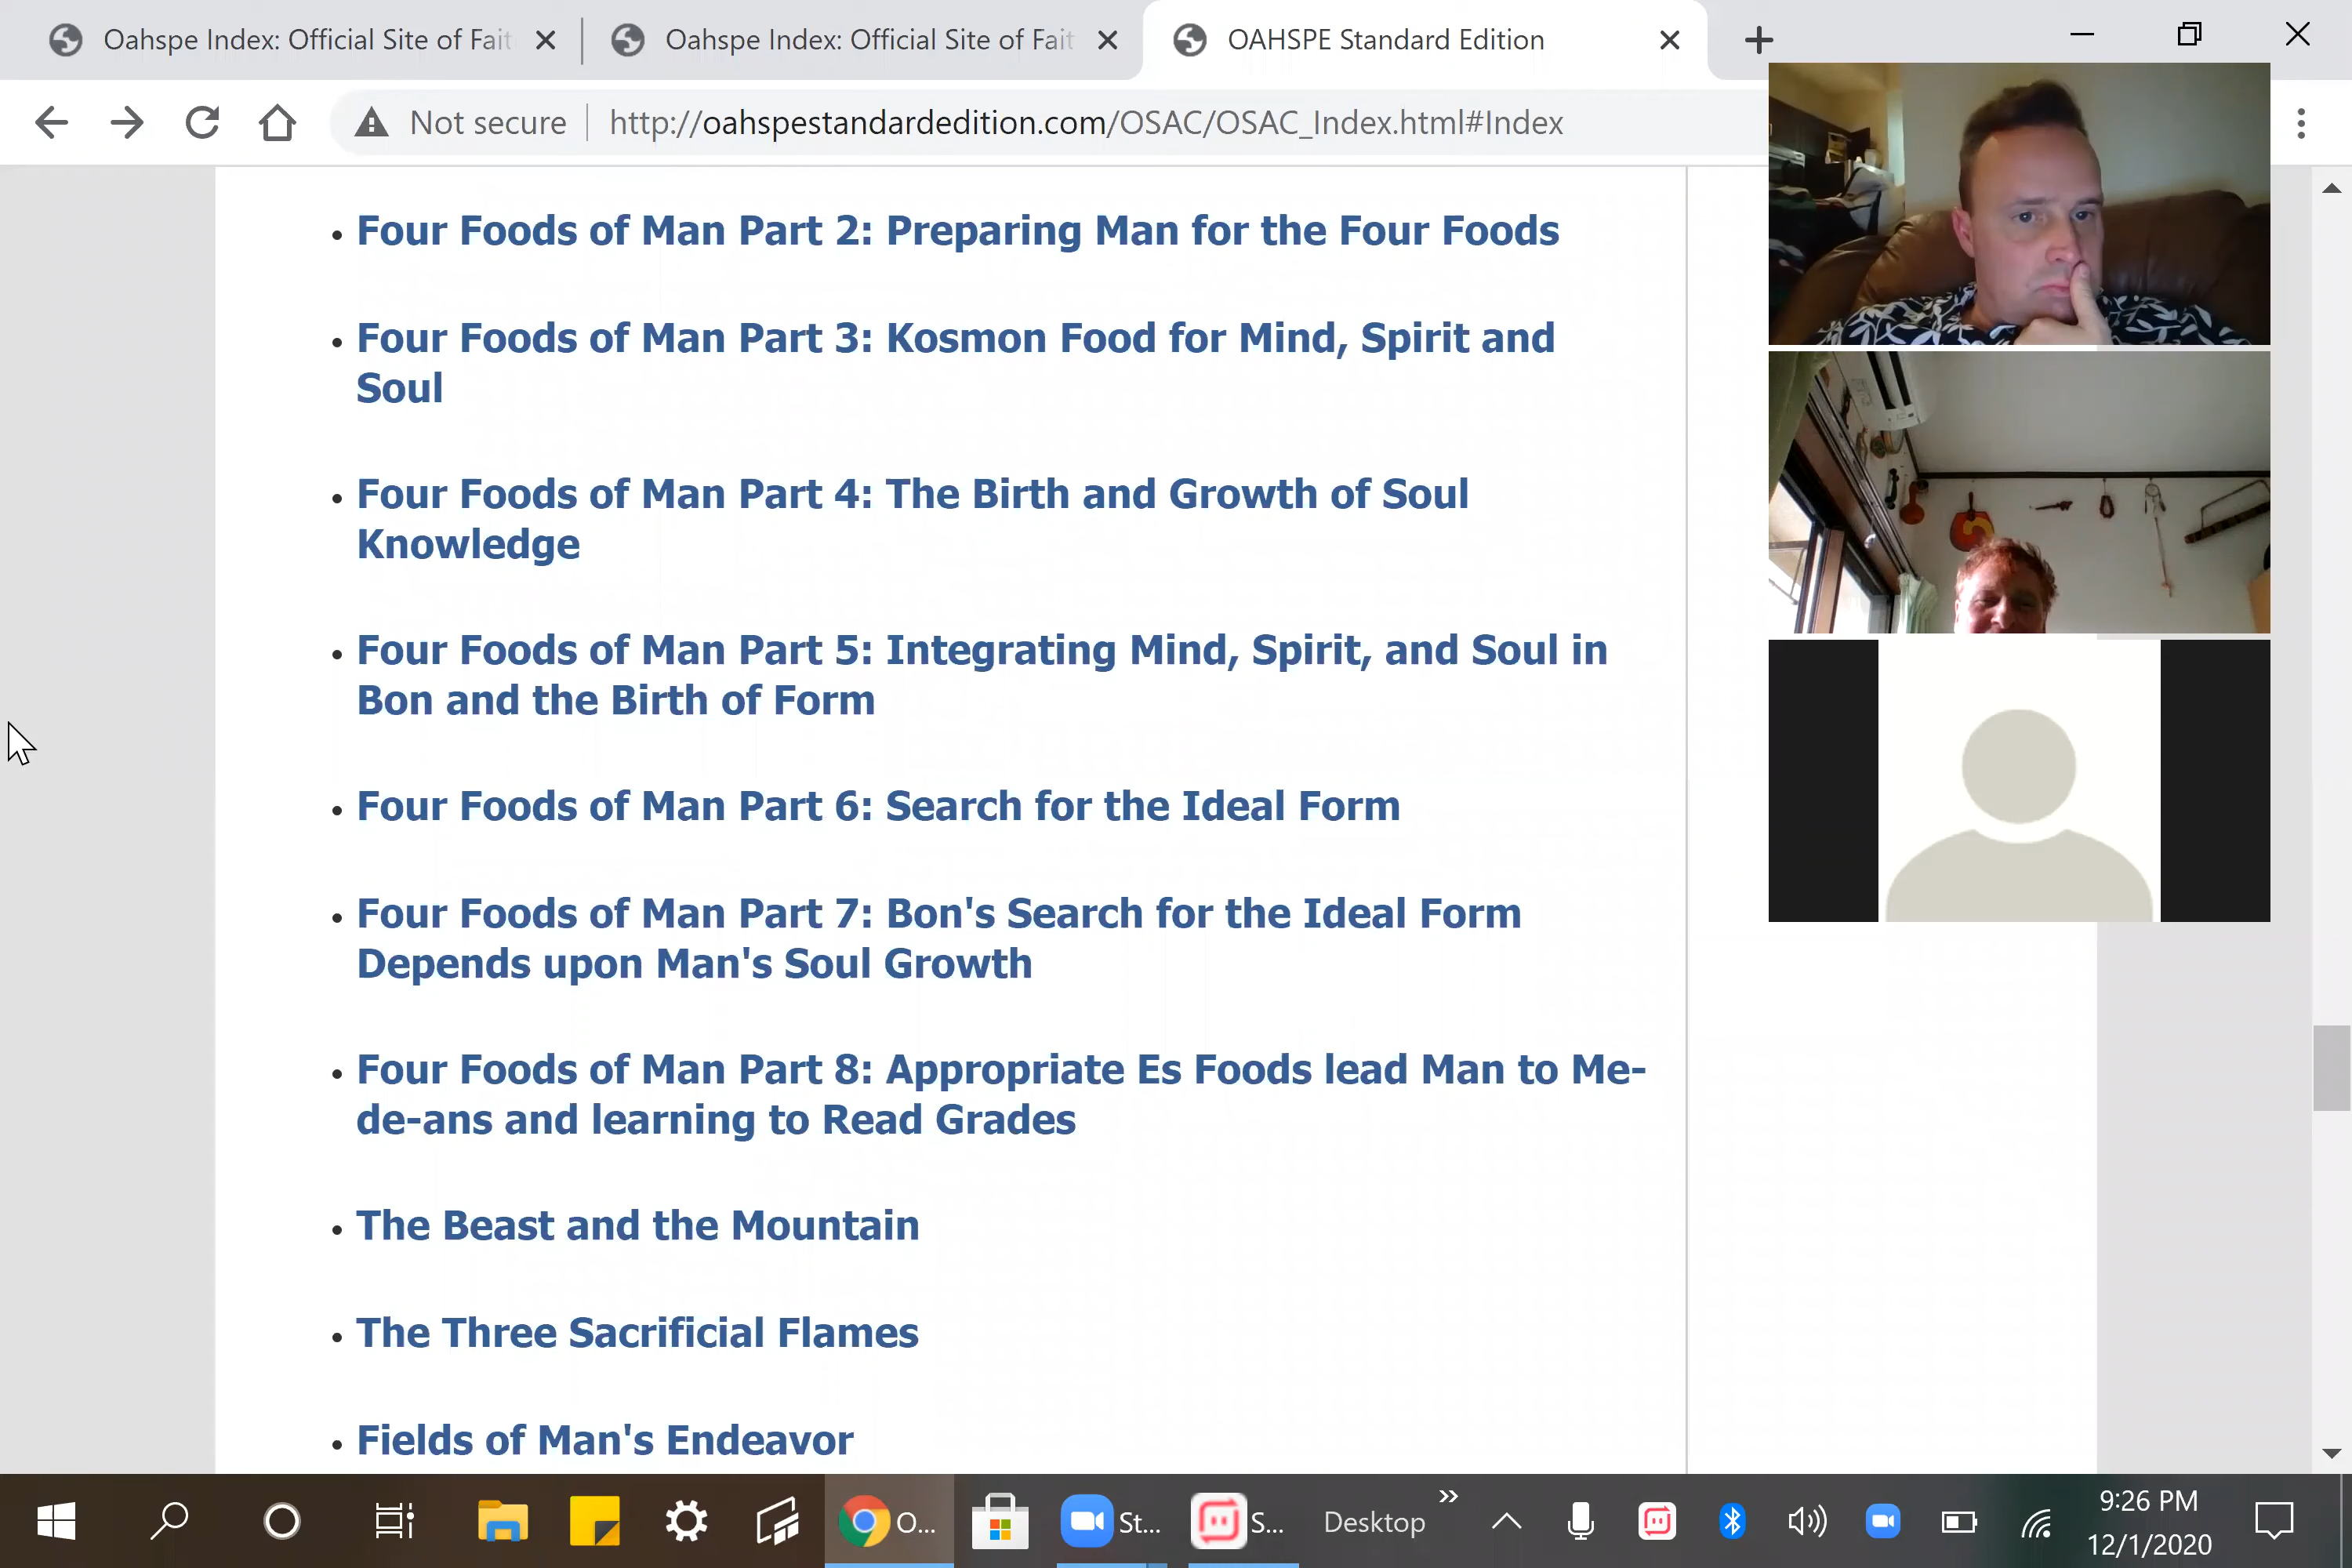 Oahspe Index: Official Site of Fait
Oahspe Index: Official Site of Fait
OAHSPE Standard Edition
Not secure
http://oahspestandardedition.com/OSAC/OSAC_Index.html#Index
• Four Foods of Man Part 2: Preparing Man for the Four Foods
• Four Foods of Man Part 3: Kosmon Food for Mind, Spirit and
Soul
• Four Foods of Man Part 4: The Birth and Growth of Soul
Knowledge
• Four Foods of Man Part 5: Integrating Mind, Spirit, and Soul in
Bon and the Birth of Form
• Four Foods of Man Part 6: Search for the Ideal Form
• Four Foods of Man Part 7: Bon's Search for the Ideal Form
Depends upon Man's Soul Growth
• Four Foods of Man Part 8: Appropriate Es Foods lead Man to Me-
de-ans and learning to Read Grades
• The Beast and the Mountain
• The Three Sacrificial Flames
• Fields of Man's Endeavor
O...
St...
S...
Desktop
9:26 PM
12/1/2020